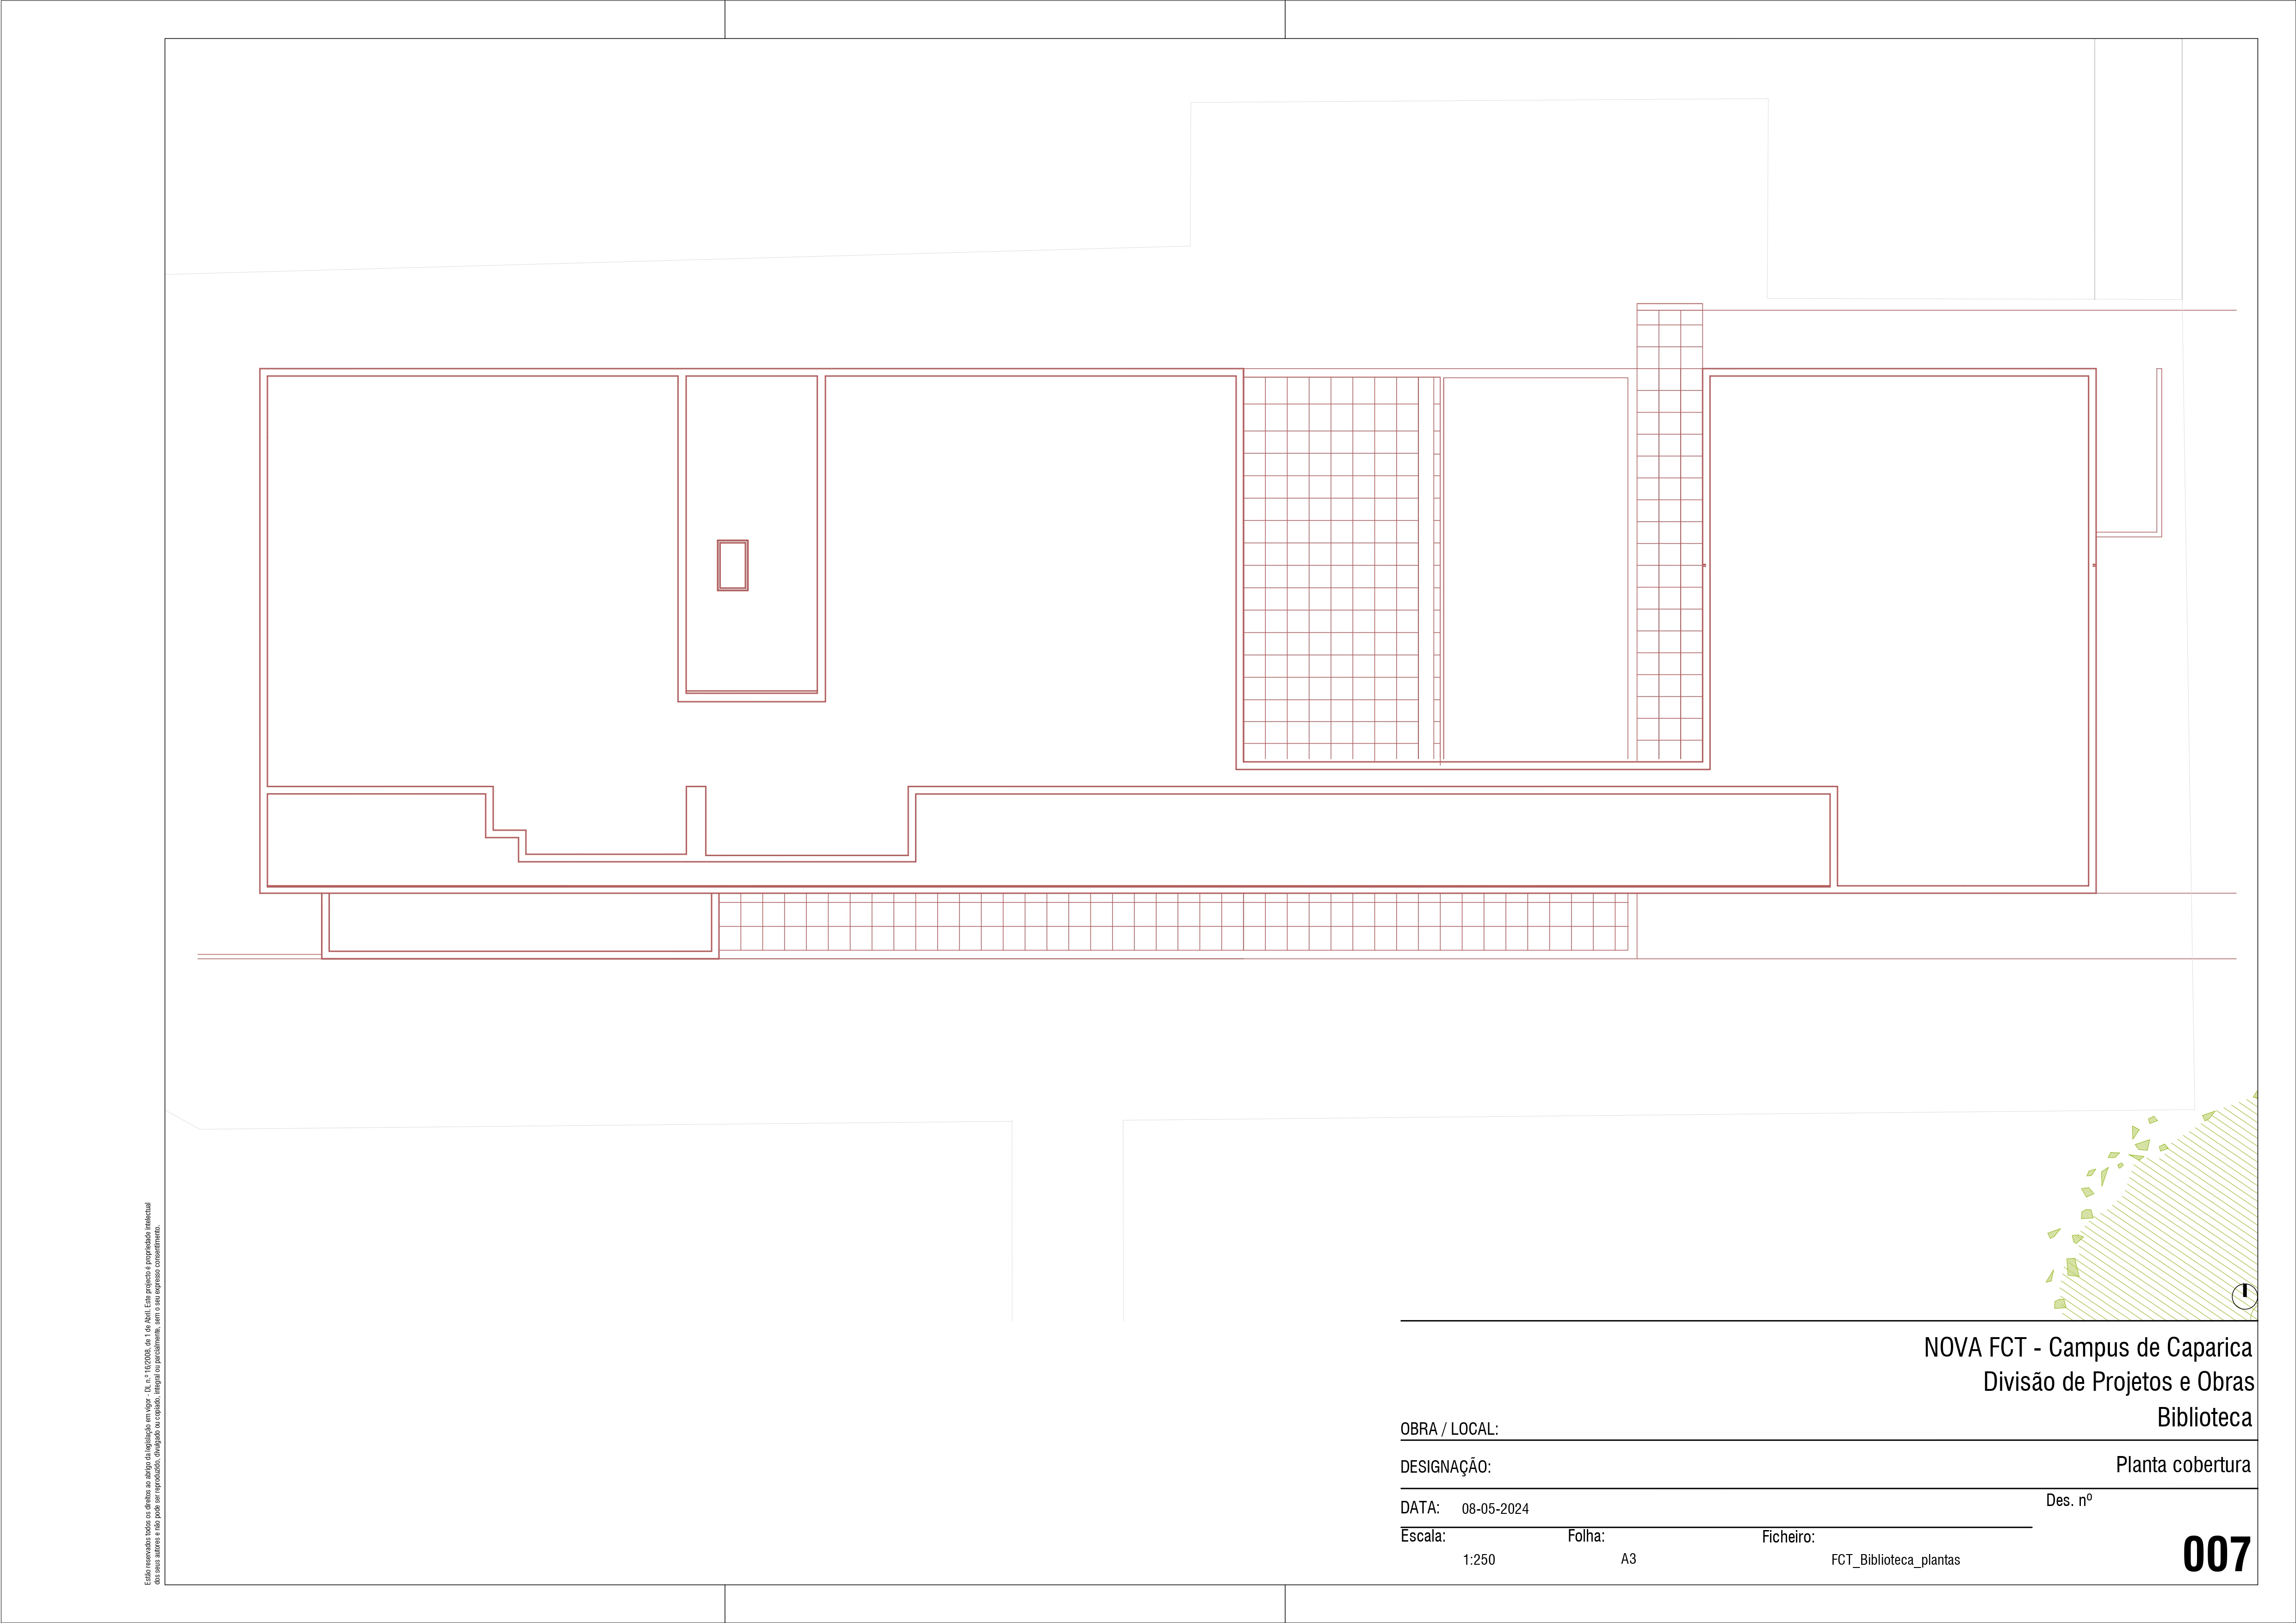 Estão reservados todos os direitos ao abrigo da legislação em vigor - DL n.º 16/2008, de 1 de Abril. Este projecto é propriedade intelectual
dos seus autores e não pode ser reproduzido, divulgado ou copiado, integral ou parcialmente, sem o seu expresso consentimento.
NOVA FCT - Campus de Caparica
Divisão de Projetos e Obras
Biblioteca
OBRA / LOCAL:
DESIGNAÇÃO:
Planta cobertura
DATA: 08-05-2024
Des. nº
Escala: Folha: Ficheiro:
1:250 A3 FCT_Biblioteca_plantas
007